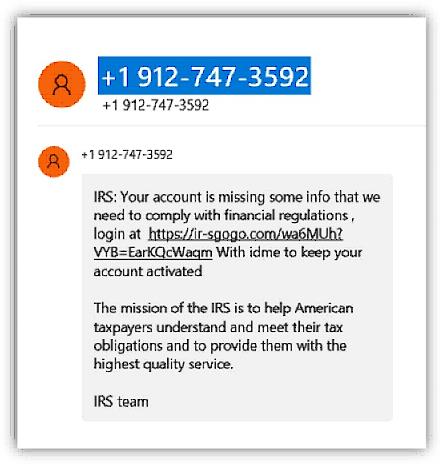 +1 912-747-3592
+1 912-747-3592
+1 912-747-3592
IRS: Your account is missing some info that we
need to comply with financial regulations ,
login at https://ir-sgogo.com/wa6MUh?
VYB=EarKQcWaqm With idme to keep your
account activated
The mission of the IRS is to help American
taxpayers understand and meet their tax
obligations and to provide them with the
highest quality service.
IRS team